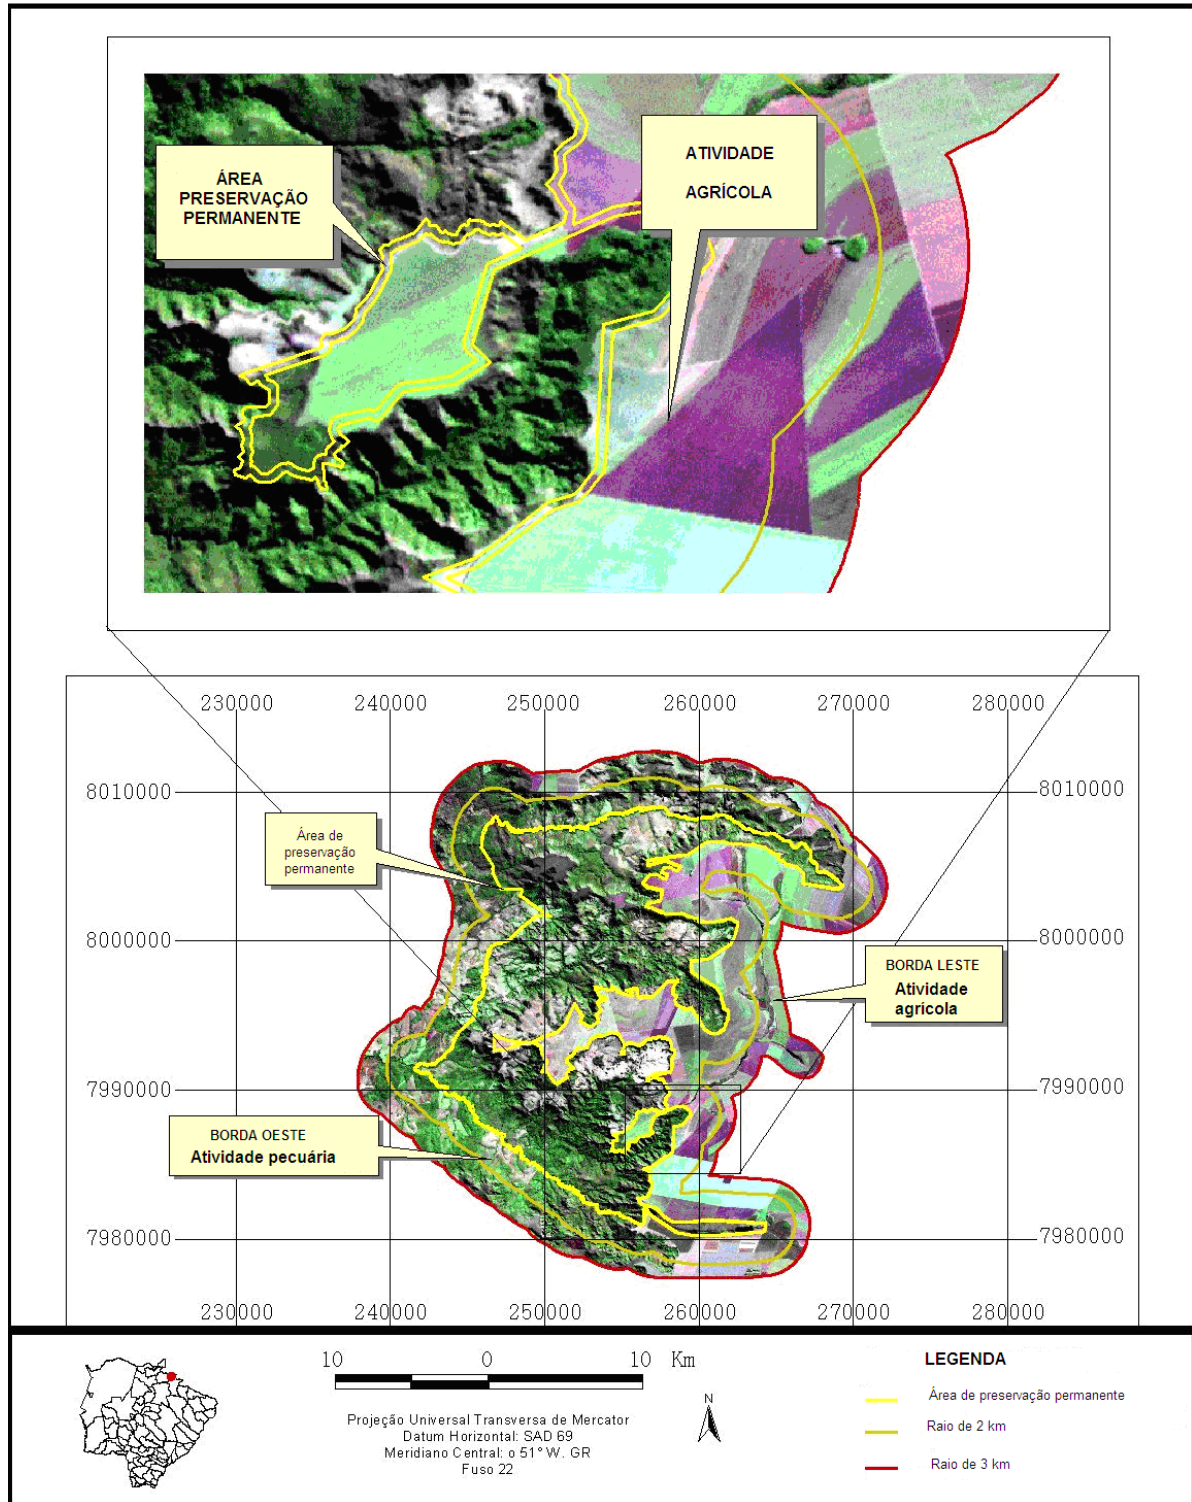 ÁREA
PRESERVAÇÃO
PERMANENTE
ATIVIDADE
AGRÍCOLA
230000 240000 250000 260000 270000 280000
8010000 8010000
Área de
preservação
permanente
8000000 8000000
BORDA LESTE
Atividade
agrícola
7990000 7990000
BORDA OESTE
Atividade pecuária
7980000 7980000
230000 240000 250000 260000 270000 280000
10 0 10 Km
Projeção Universal Transversa de Mercator
Datum Horizontal: SAD 69
Meridiano Central: o 51° W. GR
Fuso 22
N
LEGENDA
Área de preservação permanente
Raio de 2 km
Raio de 3 km